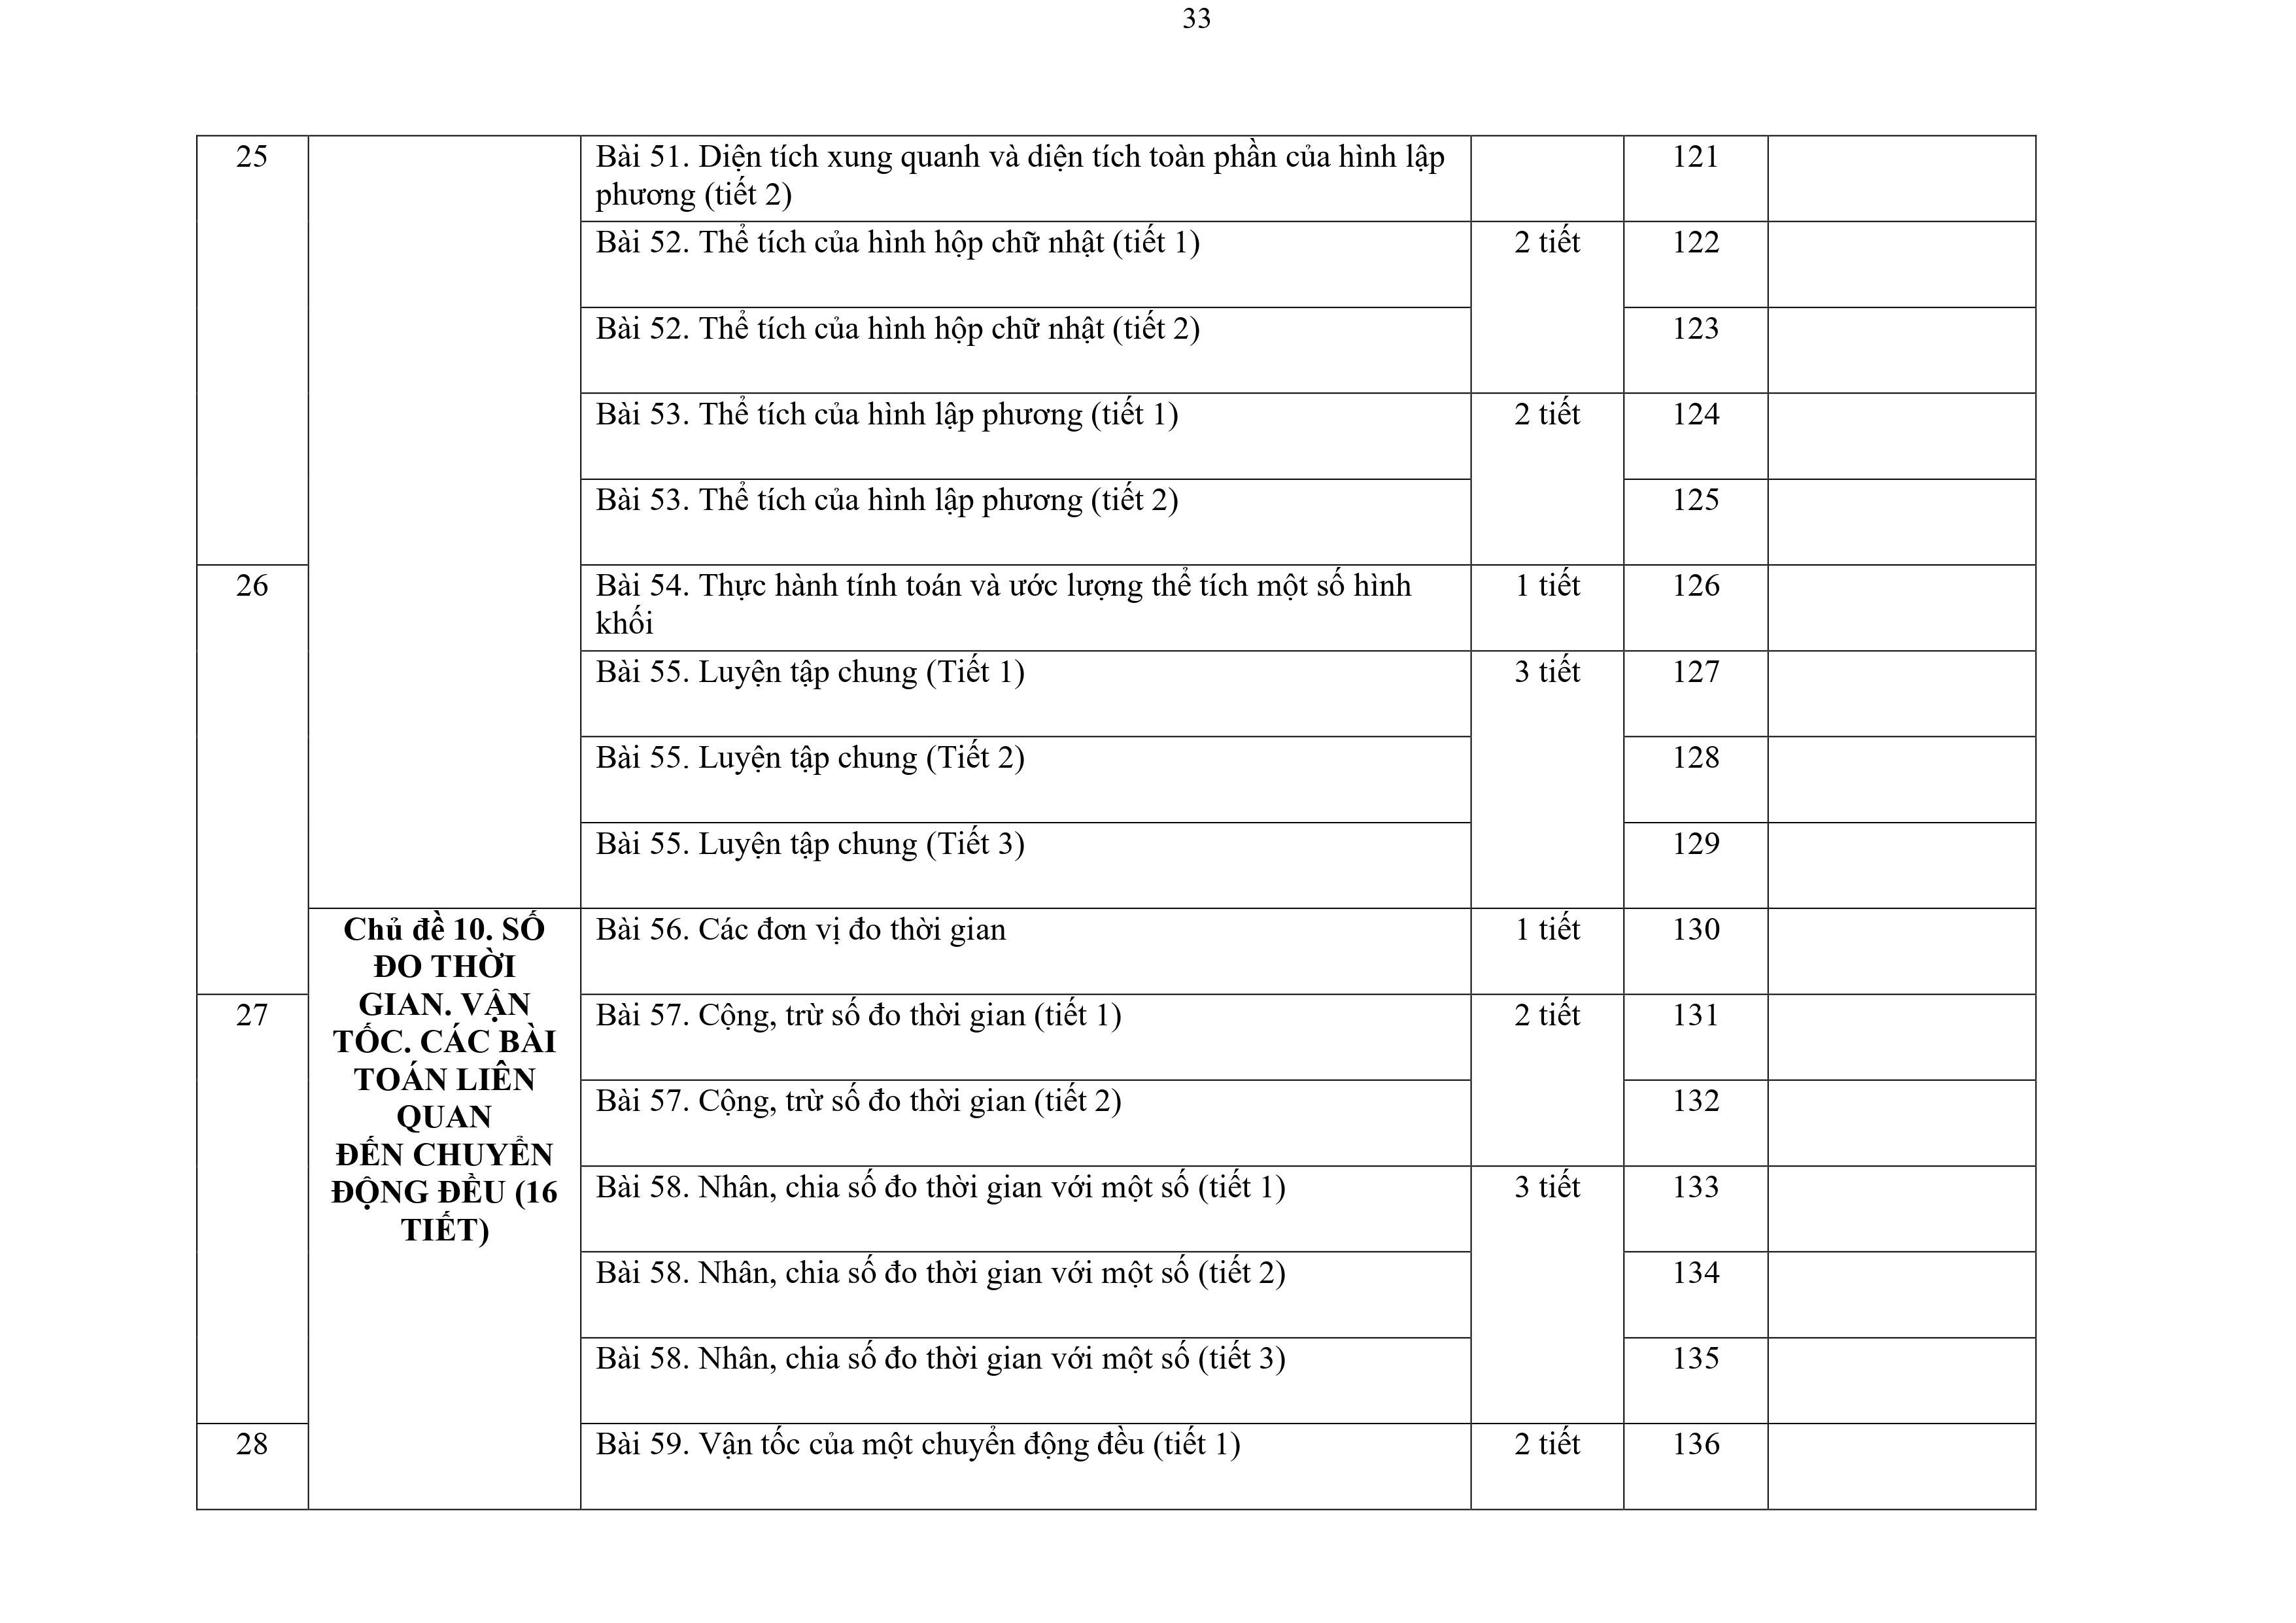 33
25
Bài 51. Diện tích xung quanh và diện tích toàn phần của hình lập
phương (tiết 2)
121
Bài 52. Thể tích của hình hộp chữ nhật (tiết 1)
2 tiết
122
Bài 52. Thể tích của hình hộp chữ nhật (tiết 2)
123
Bài 53. Thể tích của hình lập phương (tiết 1)
2 tiết
124
Bài 53. Thể tích của hình lập phương (tiết 2)
125
26
Bài 54. Thực hành tính toán và ước lượng thể tích một số hình
khối
1 tiết
126
Bài 55. Luyện tập chung (Tiết 1)
3 tiết
127
Bài 55. Luyện tập chung (Tiết 2)
128
Bài 55. Luyện tập chung (Tiết 3)
129
Chủ đề 10. SỐ
ĐO THỜI
GIAN. VẬN
TỐC. CÁC BÀI
TOÁN LIÊN
QUAN
ĐẾN CHUYỂN
ĐỘNG ĐỀU (16
TIẾT)
Bài 56. Các đơn vị đo thời gian
1 tiết
130
27
Bài 57. Cộng, trừ số đo thời gian (tiết 1)
2 tiết
131
Bài 57. Cộng, trừ số đo thời gian (tiết 2)
132
Bài 58. Nhân, chia số đo thời gian với một số (tiết 1)
3 tiết
133
Bài 58. Nhân, chia số đo thời gian với một số (tiết 2)
134
Bài 58. Nhân, chia số đo thời gian với một số (tiết 3)
135
28
Bài 59. Vận tốc của một chuyển động đều (tiết 1)
2 tiết
136